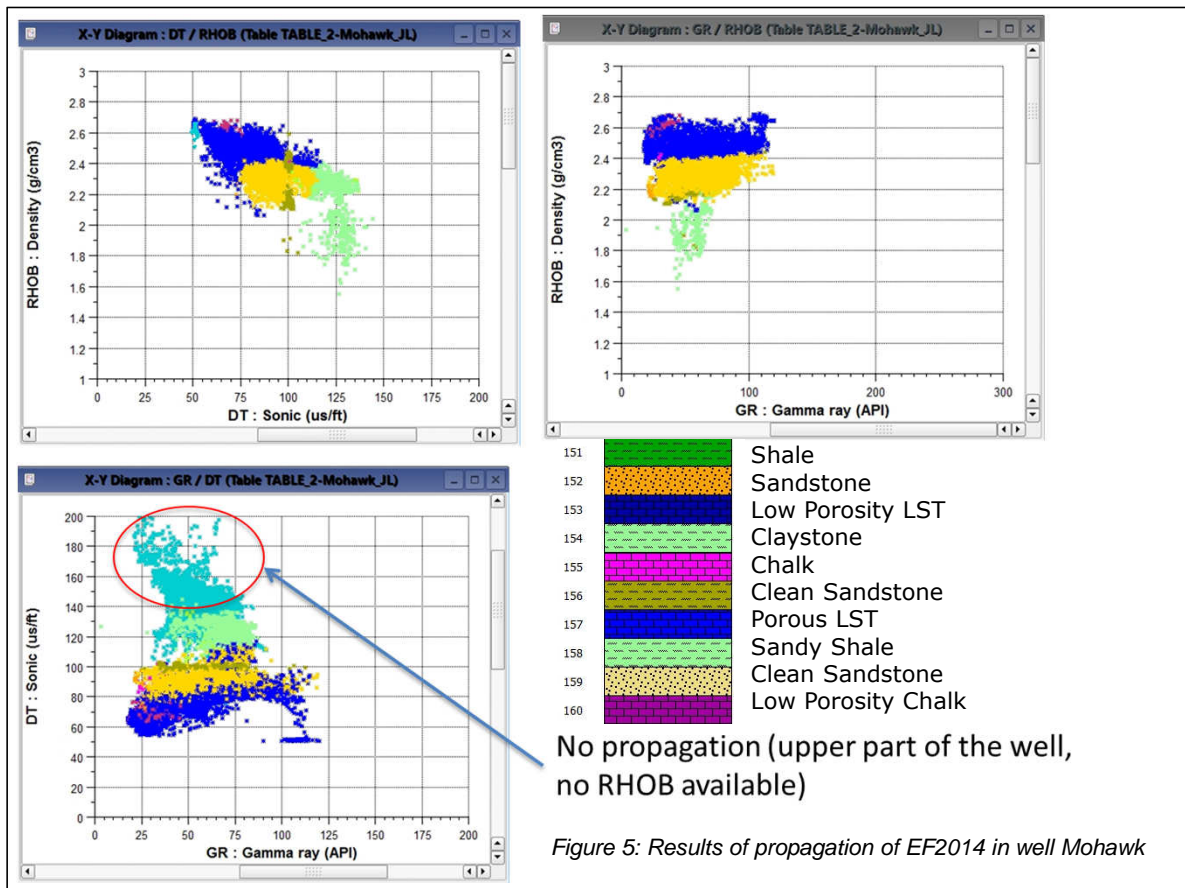 X-Y Diagram : DT / RHOB (Table TABLE_2-Mohawk_JL)
3
2.8
2.6
2.4
2.2
2
1.8
1.6
1.4
1.2
1
RHOB : Density (g/cm3)
0 25 50 75 100 125 150 175 200
DT : Sonic (us/ft)
X-Y Diagram : GR / RHOB (Table TABLE_2-Mohawk_JL)
3
2.8
2.6
2.4
2.2
2
1.8
1.6
1.4
1.2
1
RHOB : Density (g/cm3)
0 100 200 300
GR : Gamma ray (API)
X-Y Diagram : GR / DT (Table TABLE_2-Mohawk_JL)
200
180
160
140
120
100
80
60
40
20
0
DT : Sonic (us/ft)
0 25 50 75 100 125 150 175 200
GR : Gamma ray (API)
151 Shale
152 Sandstone
153 Low Porosity LST
154 Claystone
155 Chalk
156 Clean Sandstone
157 Porous LST
158 Sandy Shale
159 Clean Sandstone
160 Low Porosity Chalk
No propagation (upper part of the well,
no RHOB available)
Figure 5: Results of propagation of EF2014 in well Mohawk